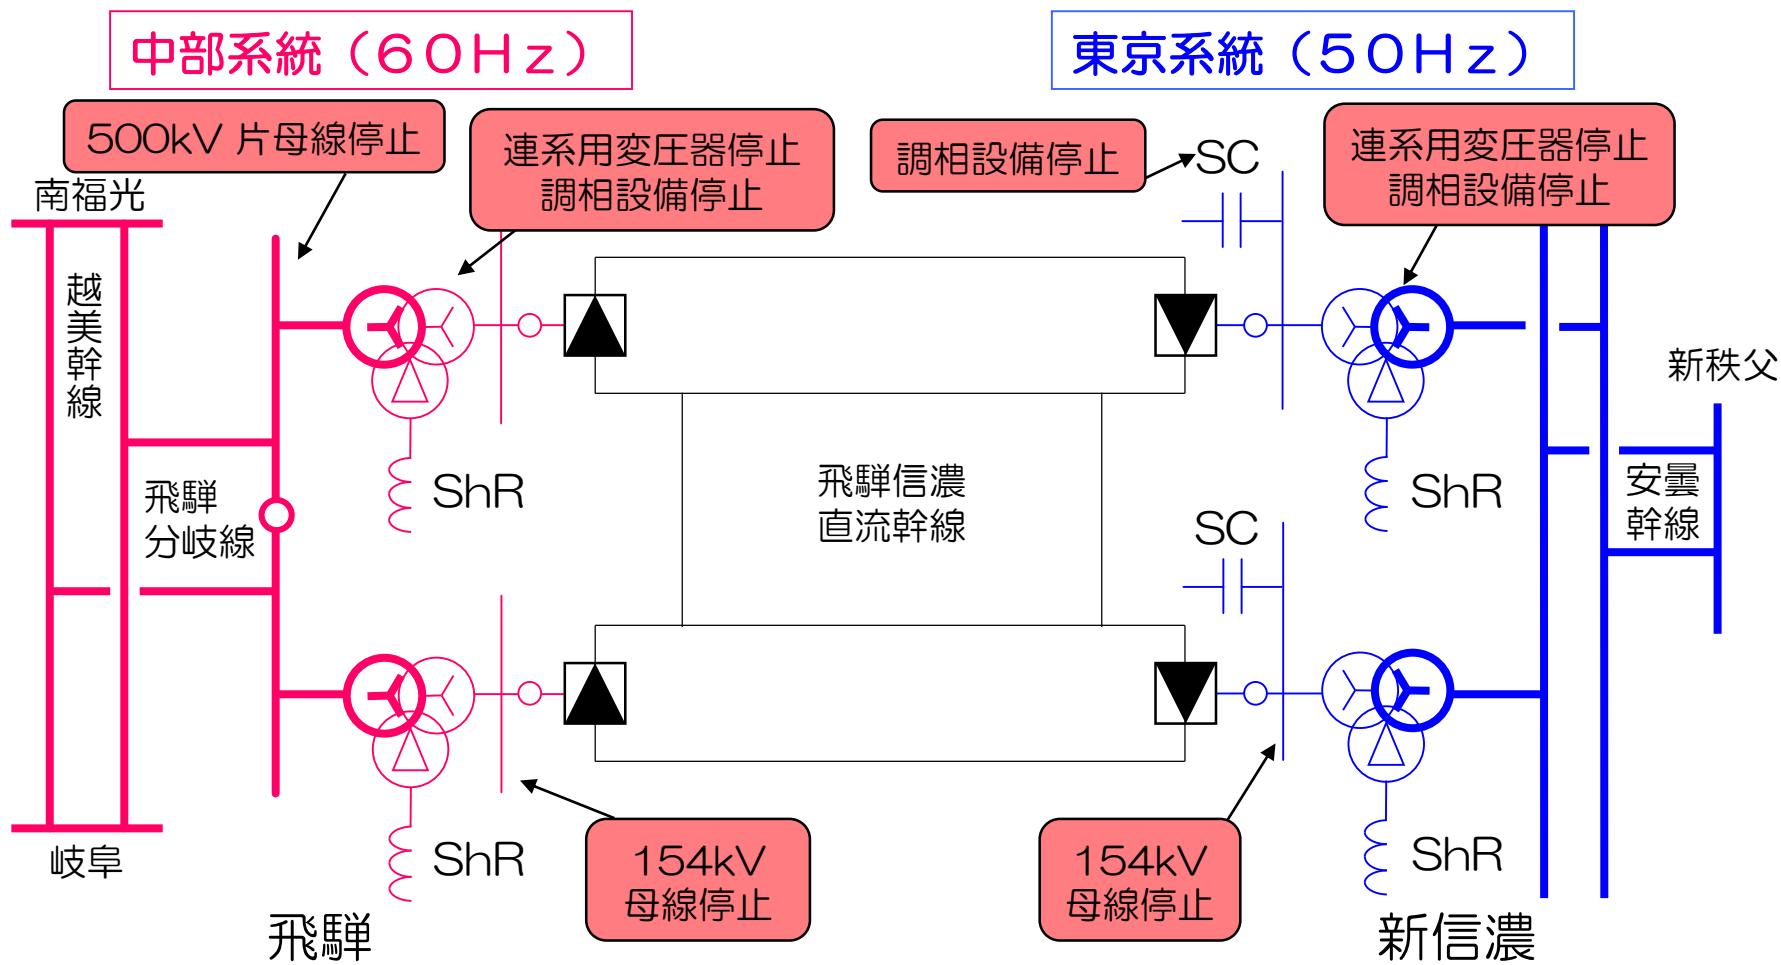 中部系統（６０Ｈｚ）
東京系統（５０Ｈｚ）
500kV 片母線停止
連系用変圧器停止
調相設備停止
調相設備停止
SC
連系用変圧器停止
調相設備停止
南福光
越美幹線
新秩父
ShR
飛騨信濃
直流幹線
ShR
飛騨
分岐線
安曇
幹線
SC
岐阜
ShR
154kV
母線停止
154kV
母線停止
ShR
飛騨
新信濃